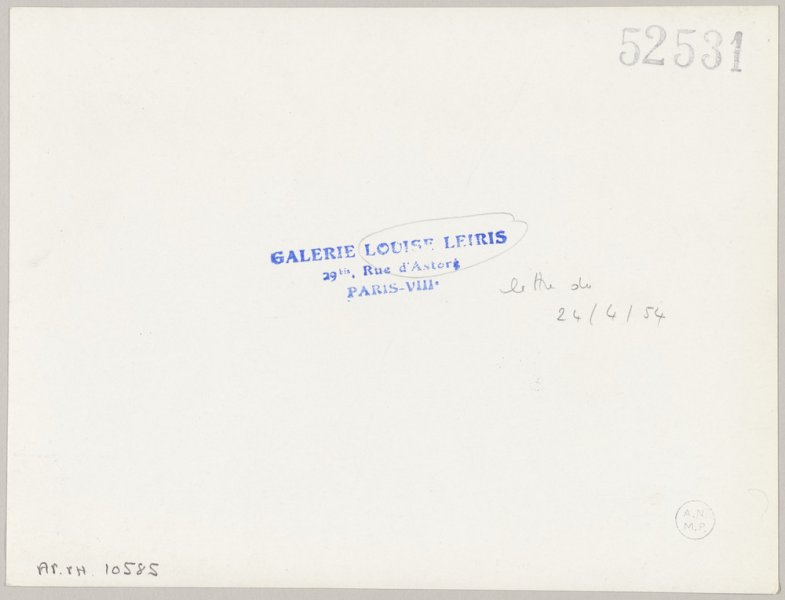 52531
GALERIE LOUISE LEIRIS
29bis, Rue d'Astorg
PARIS-VIIIe
lettre du
24/4/54
A.N.
M.P.
AP.PH. 10585